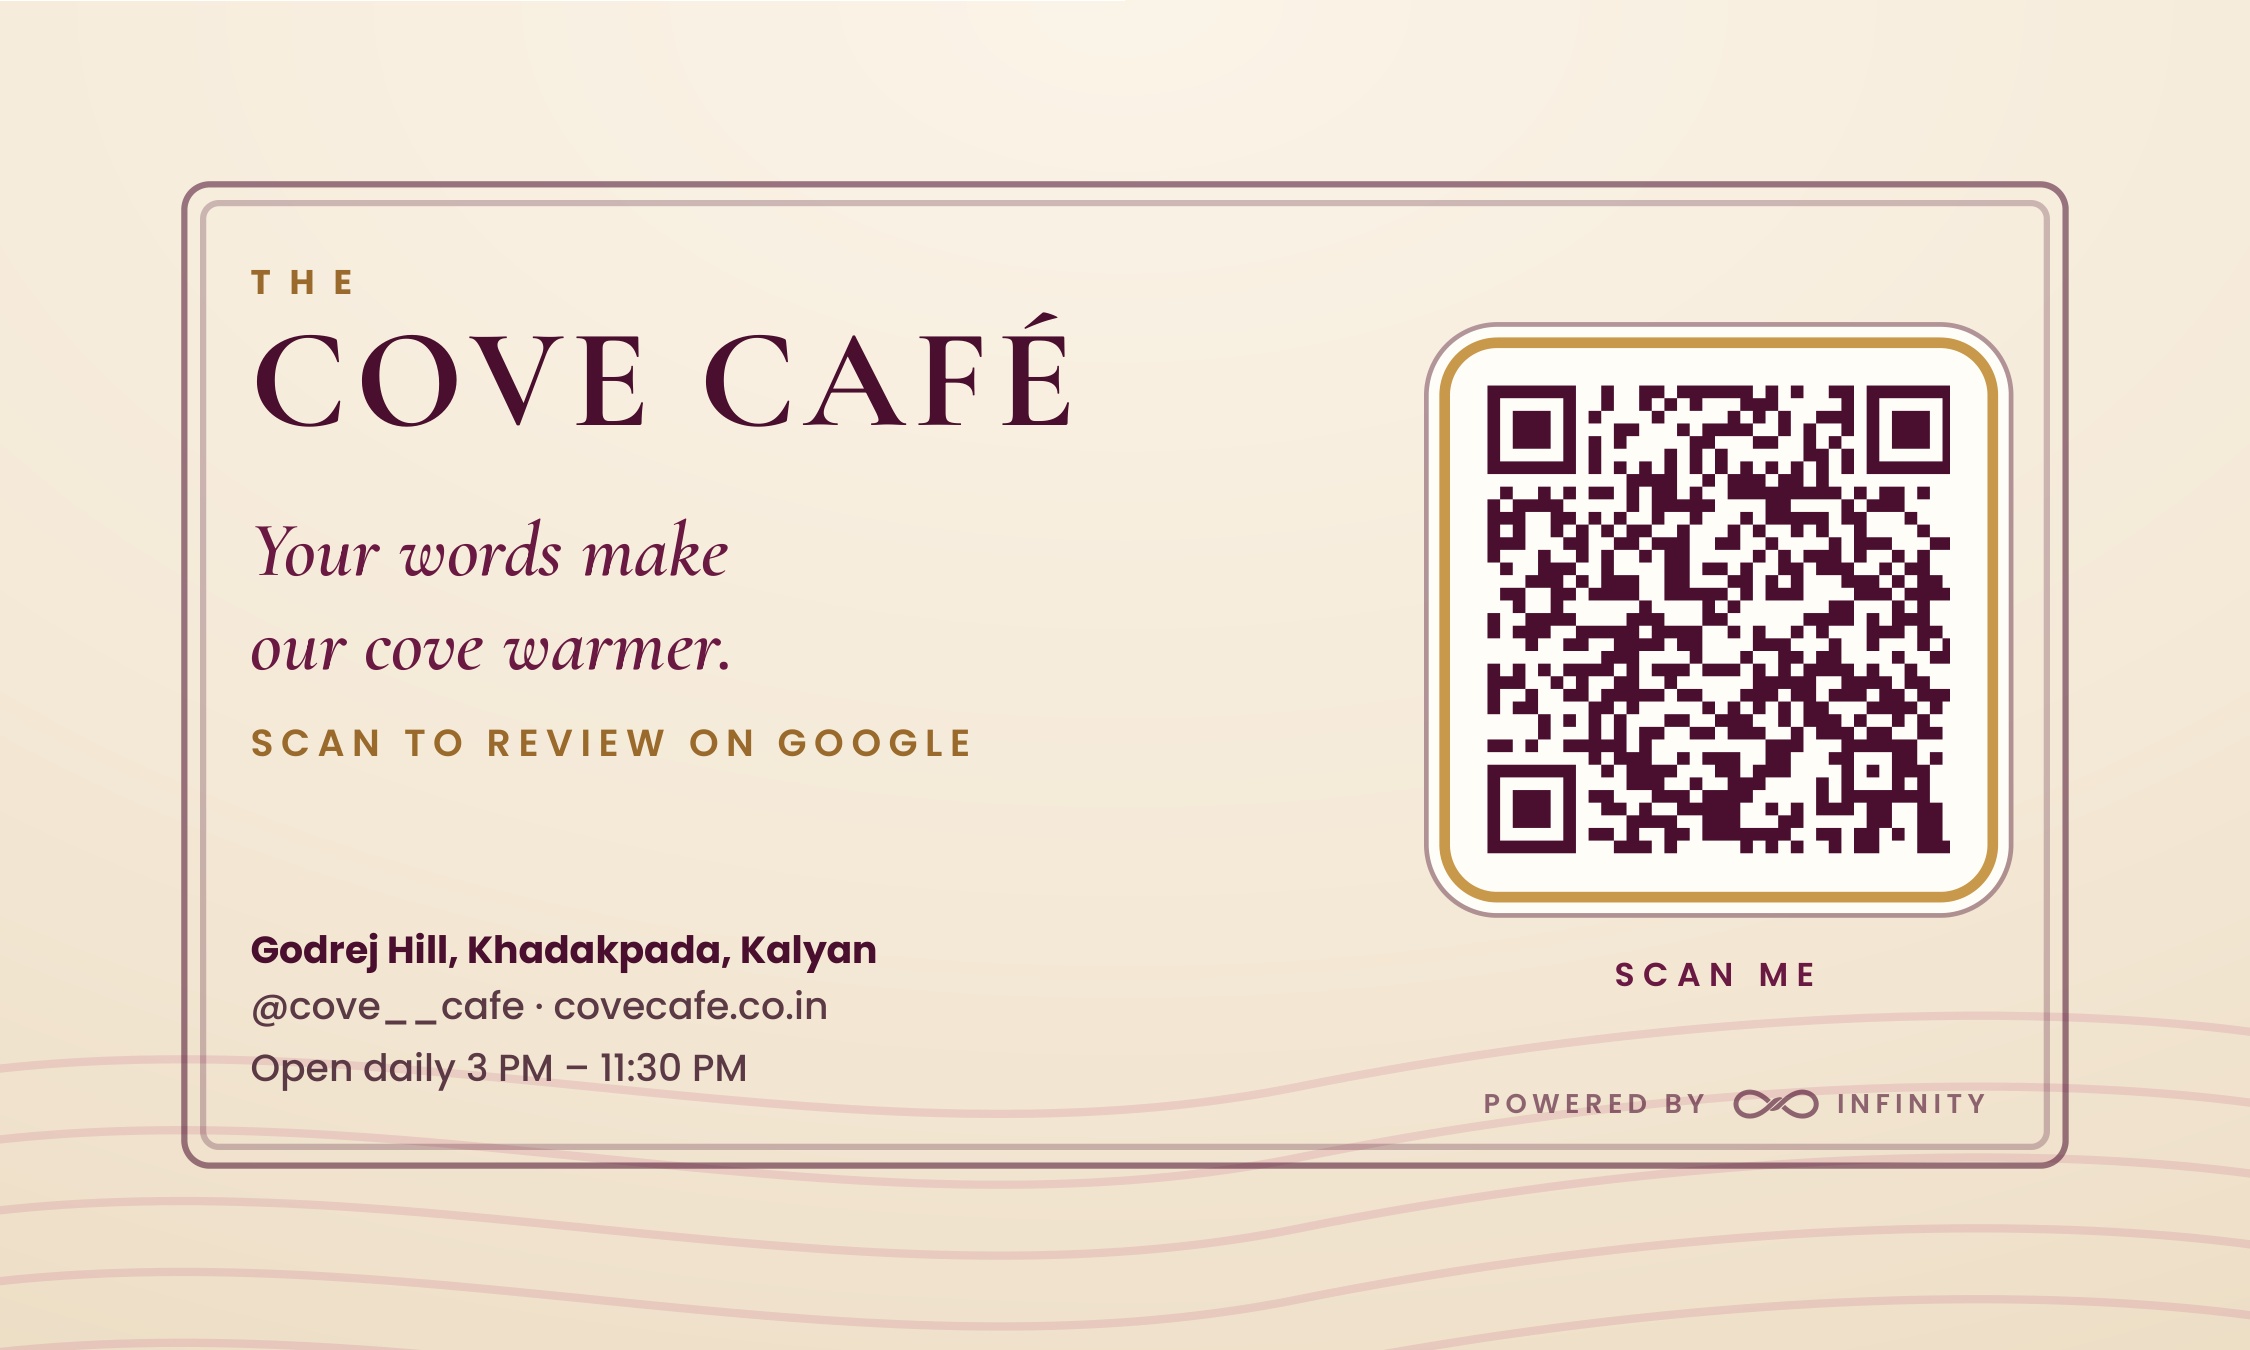 THE
COVE CAFÉ
Your words make
our cove warmer.
SCAN TO REVIEW ON GOOGLE
Godrej Hill, Khadakpada, Kalyan
@cove__cafe · covecafe.co.in
Open daily 3 PM – 11:30 PM
SCAN ME
POWERED BY INFINITY